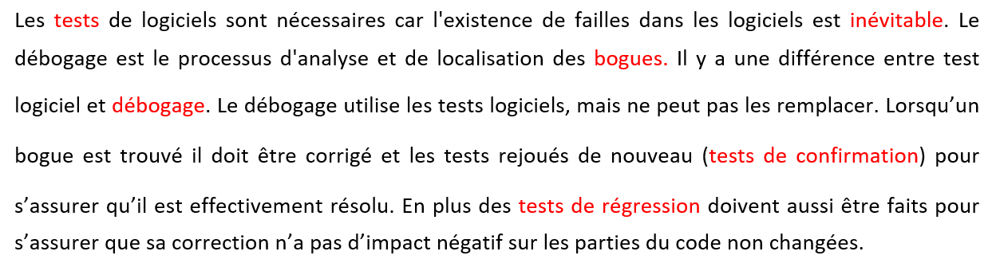 Les tests de logiciels sont nécessaires car l'existence de failles dans les logiciels est inévitable. Le
débogage est le processus d'analyse et de localisation des bogues. Il y a une différence entre test
logiciel et débogage. Le débogage utilise les tests logiciels, mais ne peut pas les remplacer. Lorsqu’un
bogue est trouvé il doit être corrigé et les tests rejoués de nouveau (tests de confirmation) pour
s’assurer qu’il est effectivement résolu. En plus des tests de régression doivent aussi être faits pour
s’assurer que sa correction n’a pas d’impact négatif sur les parties du code non changées.